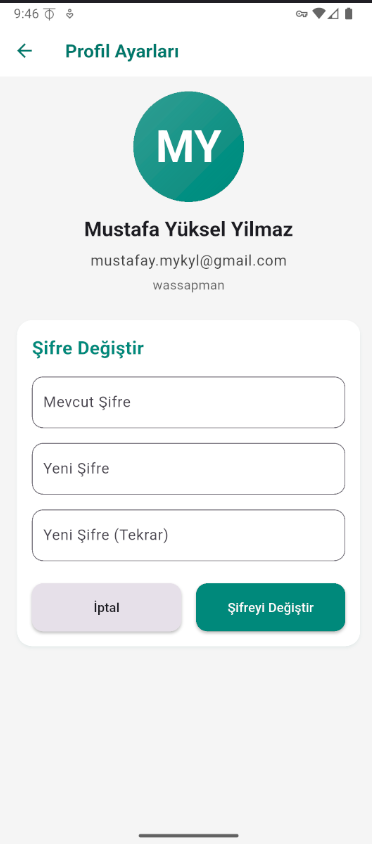 9:46
Profil Ayarları
MY
Mustafa Yüksel Yilmaz
mustafay.mykyl@gmail.com
wassapman
Şifre Değiştir
Mevcut Şifre
Yeni Şifre
Yeni Şifre (Tekrar)
İptal
Şifreyi Değiştir